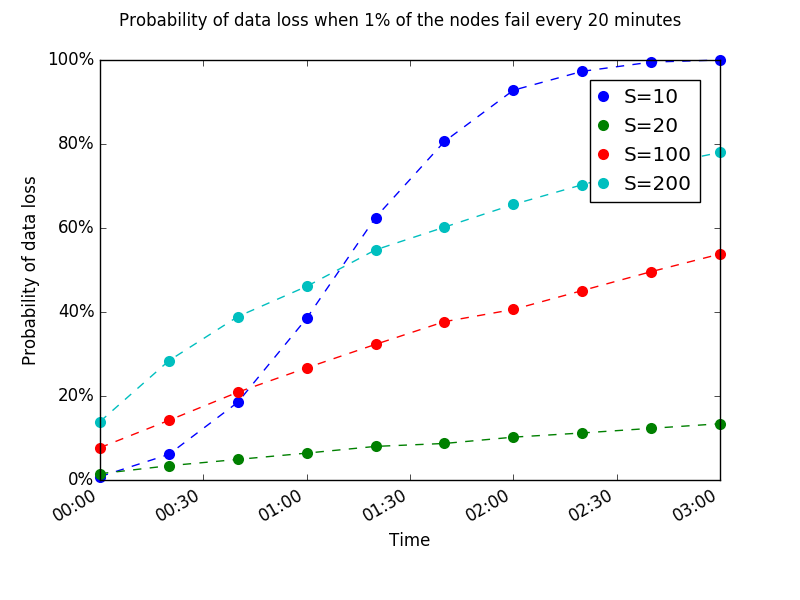 Probability of data loss when 1% of the nodes fail every 20 minutes
100%
80%
60%
40%
20%
0%
Probability of data loss
S=10
S=20
S=100
S=200
00:00
00:30
01:00
01:30
02:00
02:30
03:00
Time